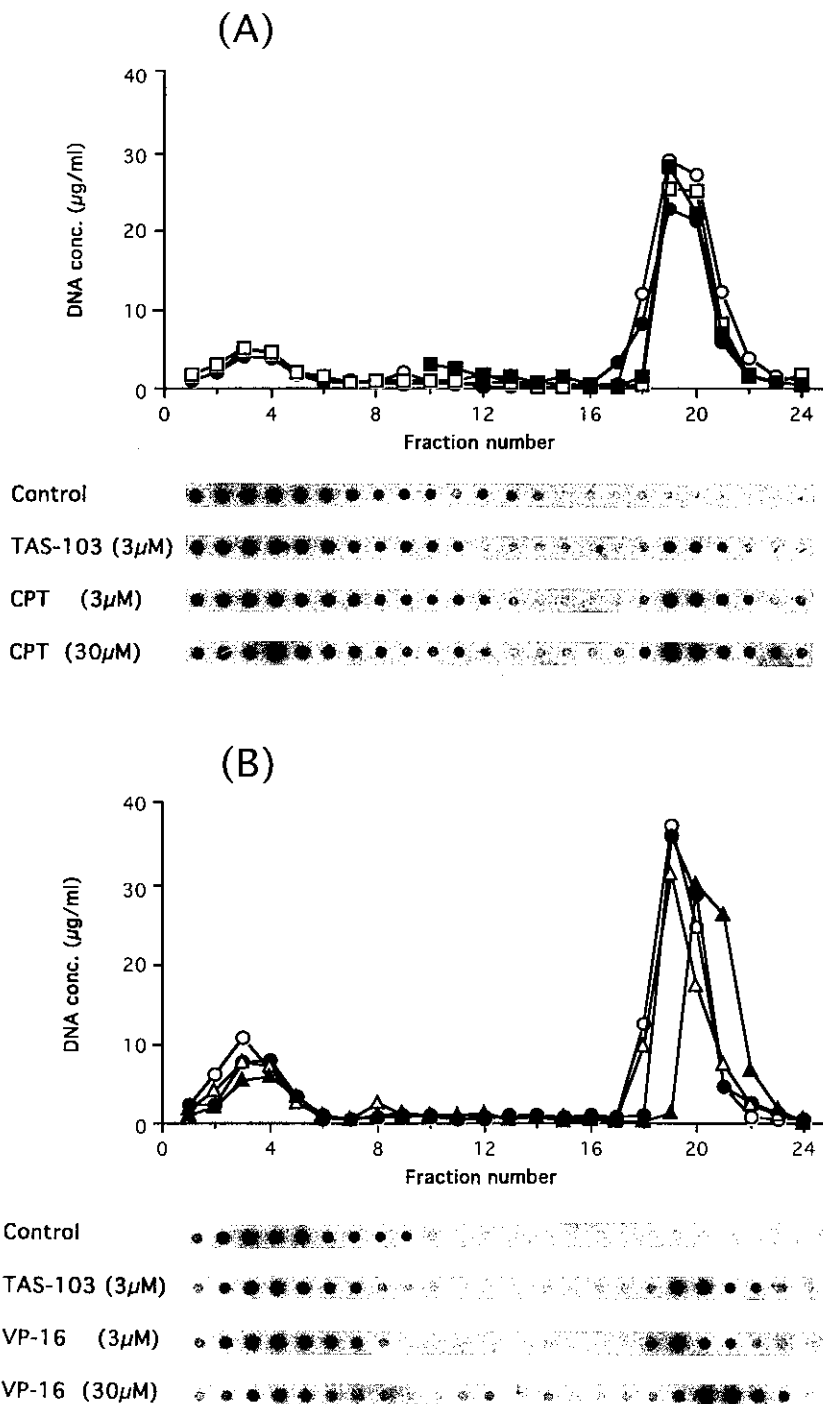 (A)
40
30
20
10
0
DNA conc. (µg/ml)
0 4 8 12 16 20 24
Fraction number
Control
TAS-103 (3µM)
CPT (3µM)
CPT (30µM)
(B)
40
30
20
10
0
DNA conc. (µg/ml)
0 4 8 12 16 20 24
Fraction number
Control
TAS-103 (3µM)
VP-16 (3µM)
VP-16 (30µM)